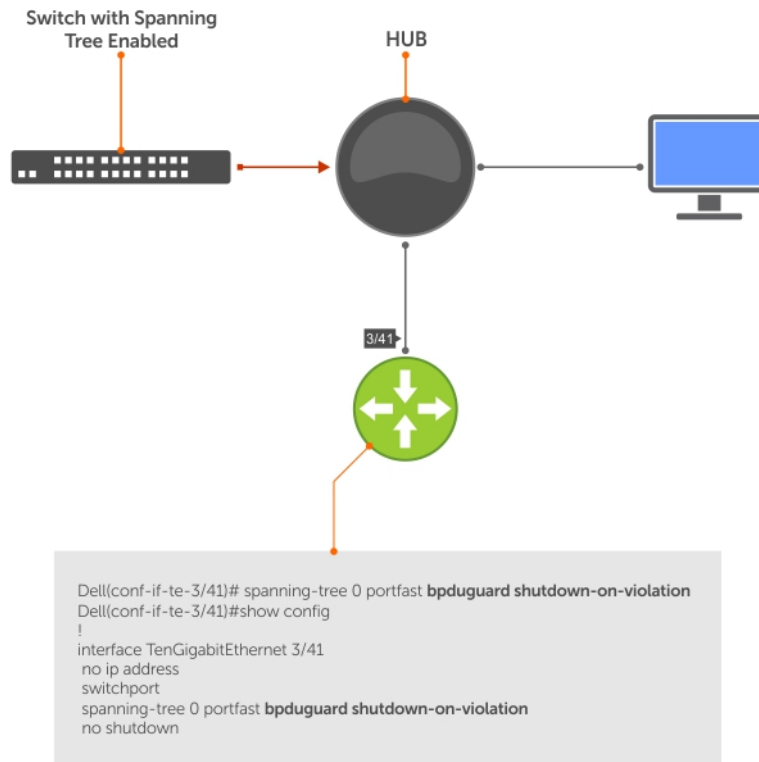 Switch with Spanning
Tree Enabled
HUB
3/41
Dell(conf-if-te-3/41)# spanning-tree 0 portfast bpduguard shutdown-on-violation
Dell(conf-if-te-3/41)#show config
!
interface TenGigabitEthernet 3/41
no ip address
switchport
spanning-tree 0 portfast bpduguard shutdown-on-violation
no shutdown